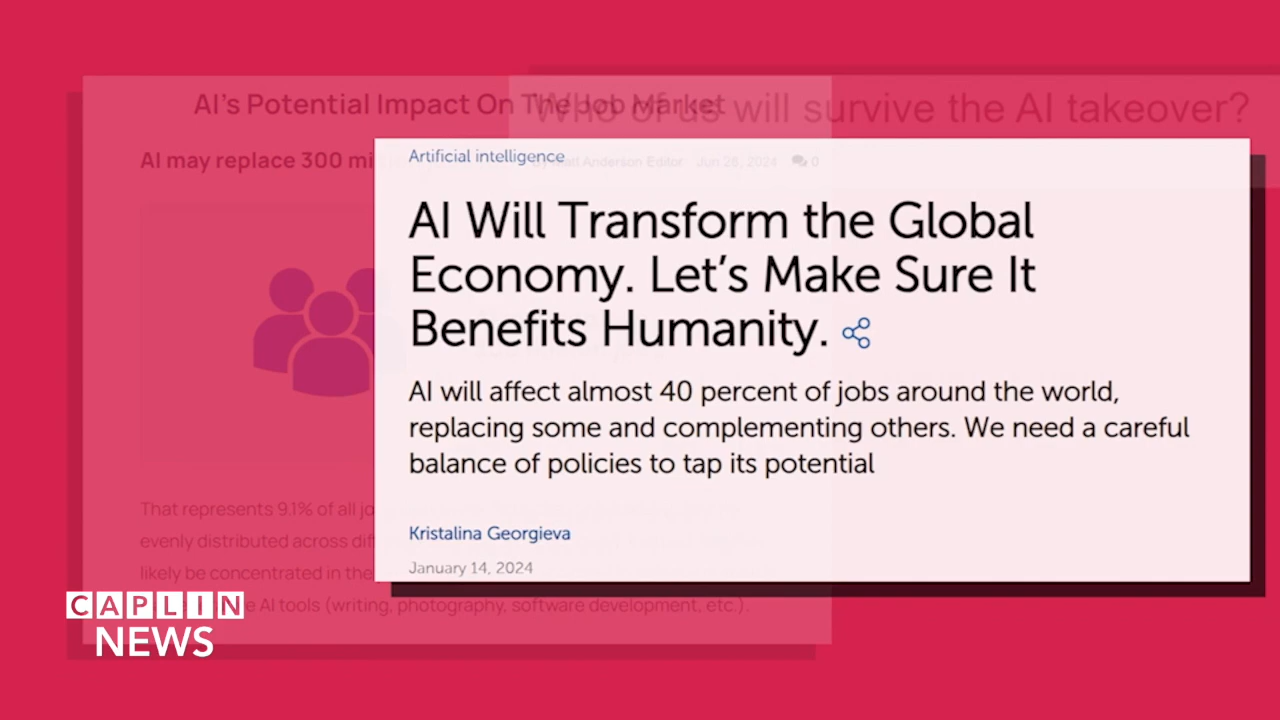 AI's Potential Impact On The Job Market
Who of us will survive the AI takeover?
AI may replace 300 mi
Anderson Editor Jun 28, 2024 0
Artificial intelligence
AI Will Transform the Global
Economy. Let's Make Sure It
Benefits Humanity.
AI will affect almost 40 percent of jobs around the world,
replacing some and complementing others. We need a careful
balance of policies to tap its potential
Kristalina Georgieva
January 14, 2024
That represents 9.1% of all jo
evenly distributed across dif
likely be concentrated in the
AI tools (writing, photography, software development, etc.).
CAPLIN
NEWS